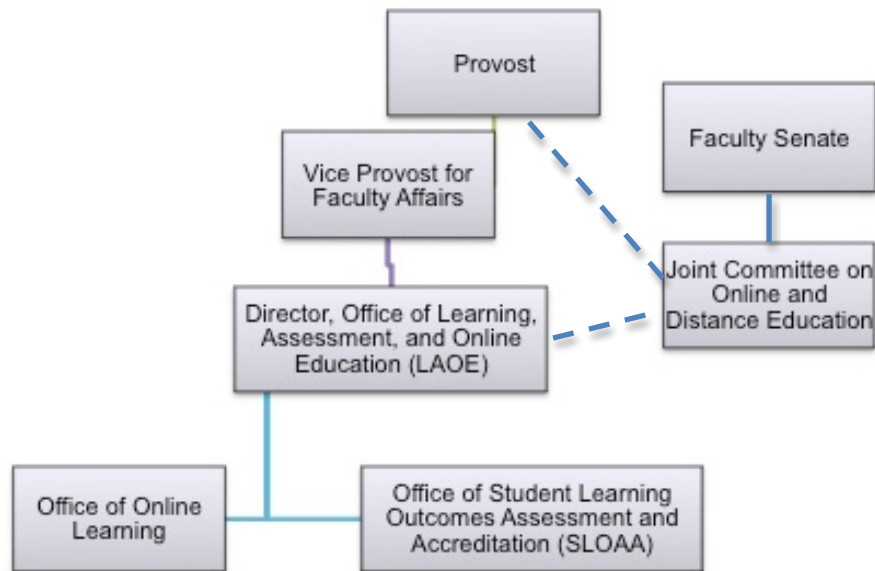 Provost
Faculty Senate
Vice Provost for
Faculty Affairs
Joint Committee on
Online and
Distance Education
Director, Office of Learning,
Assessment, and Online
Education (LAOE)
Office of Online
Learning
Office of Student Learning
Outcomes Assessment and
Accreditation (SLOAA)